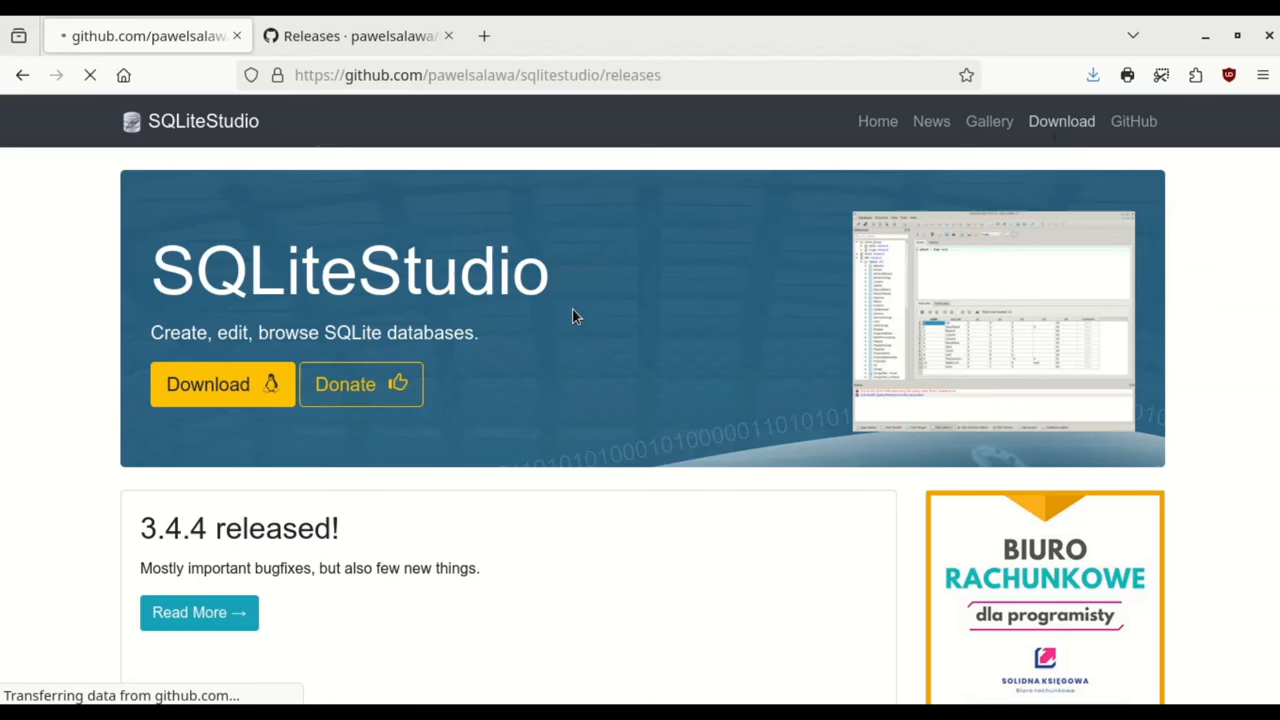 github.com/pawelsalaw
Releases · pawelsalawa/
https://github.com/pawelsalawa/sqlitestudio/releases
SQLiteStudio
Home News Gallery Download GitHub
SQLiteStudio
Create, edit, browse SQLite databases.
Download Donate
3.4.4 released!
Mostly important bugfixes, but also few new things.
Read More →
BIURO
RACHUNKOWE
dla programisty
SOLIDNA KSIĘGOWA
Biuro rachunkowe
Transferring data from github.com...